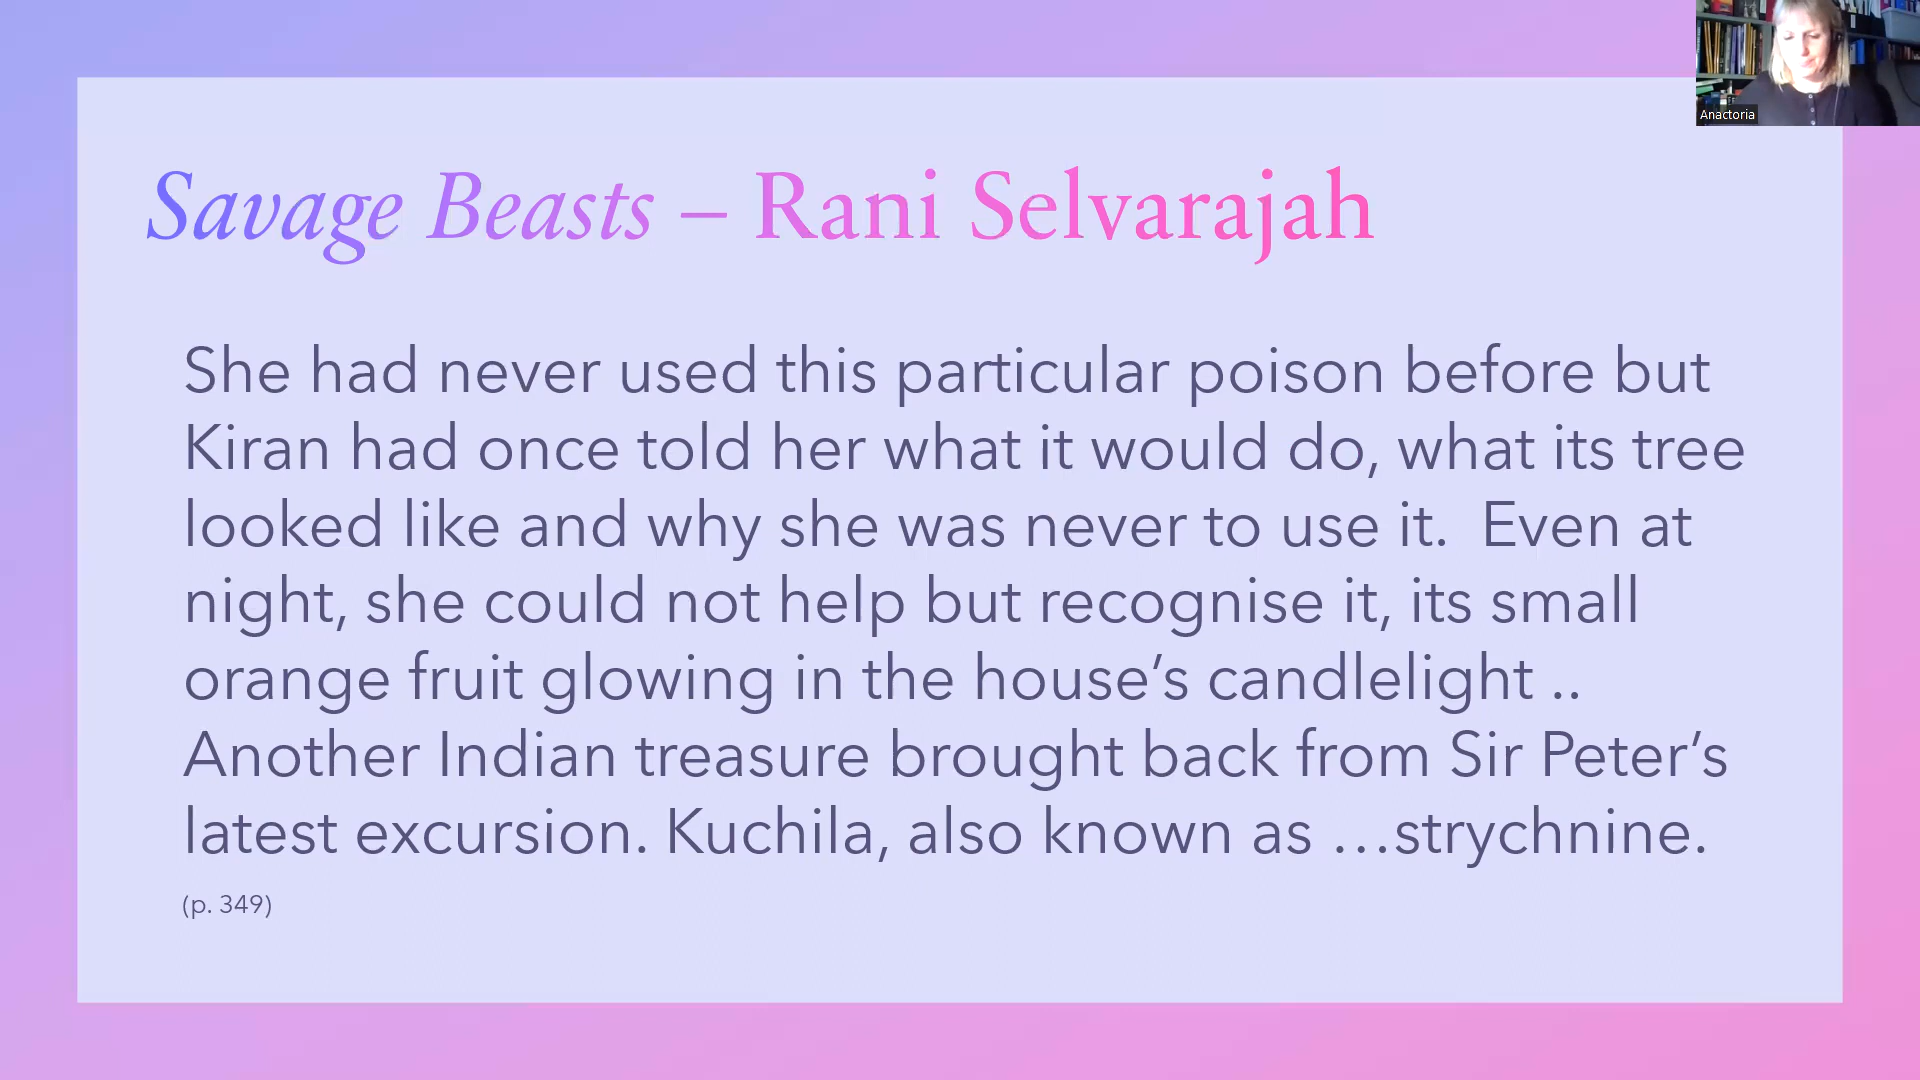 Anactoria
Savage Beasts – Rani Selvarajah
She had never used this particular poison before but
Kiran had once told her what it would do, what its tree
looked like and why she was never to use it.  Even at
night, she could not help but recognise it, its small
orange fruit glowing in the house’s candlelight ..
Another Indian treasure brought back from Sir Peter’s
latest excursion. Kuchila, also known as …strychnine.
(p. 349)